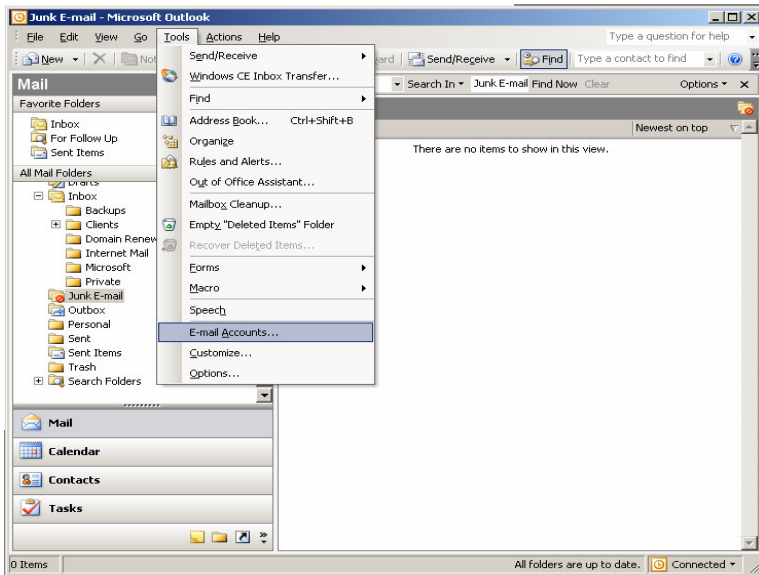 Junk E-mail - Microsoft Outlook
File Edit View Go Tools Actions Help Type a question for help
New Not ard Send/Receive Find Type a contact to find
Mail Search In Junk E-mail Find Now Clear Options
Favorite Folders
Inbox
For Follow Up
Sent Items
All Mail Folders
Drafts
Inbox
Backups
Clients
Domain Renew
Internet Mail
Microsoft
Private
Junk E-mail
Outbox
Personal
Sent
Sent Items
Trash
Search Folders
Mail
Calendar
Contacts
Tasks
Send/Receive
Windows CE Inbox Transfer...
Find
Address Book... Ctrl+Shift+B
Organize
Rules and Alerts...
Out of Office Assistant...
Mailbox Cleanup...
Empty "Deleted Items" Folder
Recover Deleted Items...
Forms
Macro
Speech
E-mail Accounts...
Customize...
Options...
Newest on top
There are no items to show in this view.
0 Items All folders are up to date. Connected